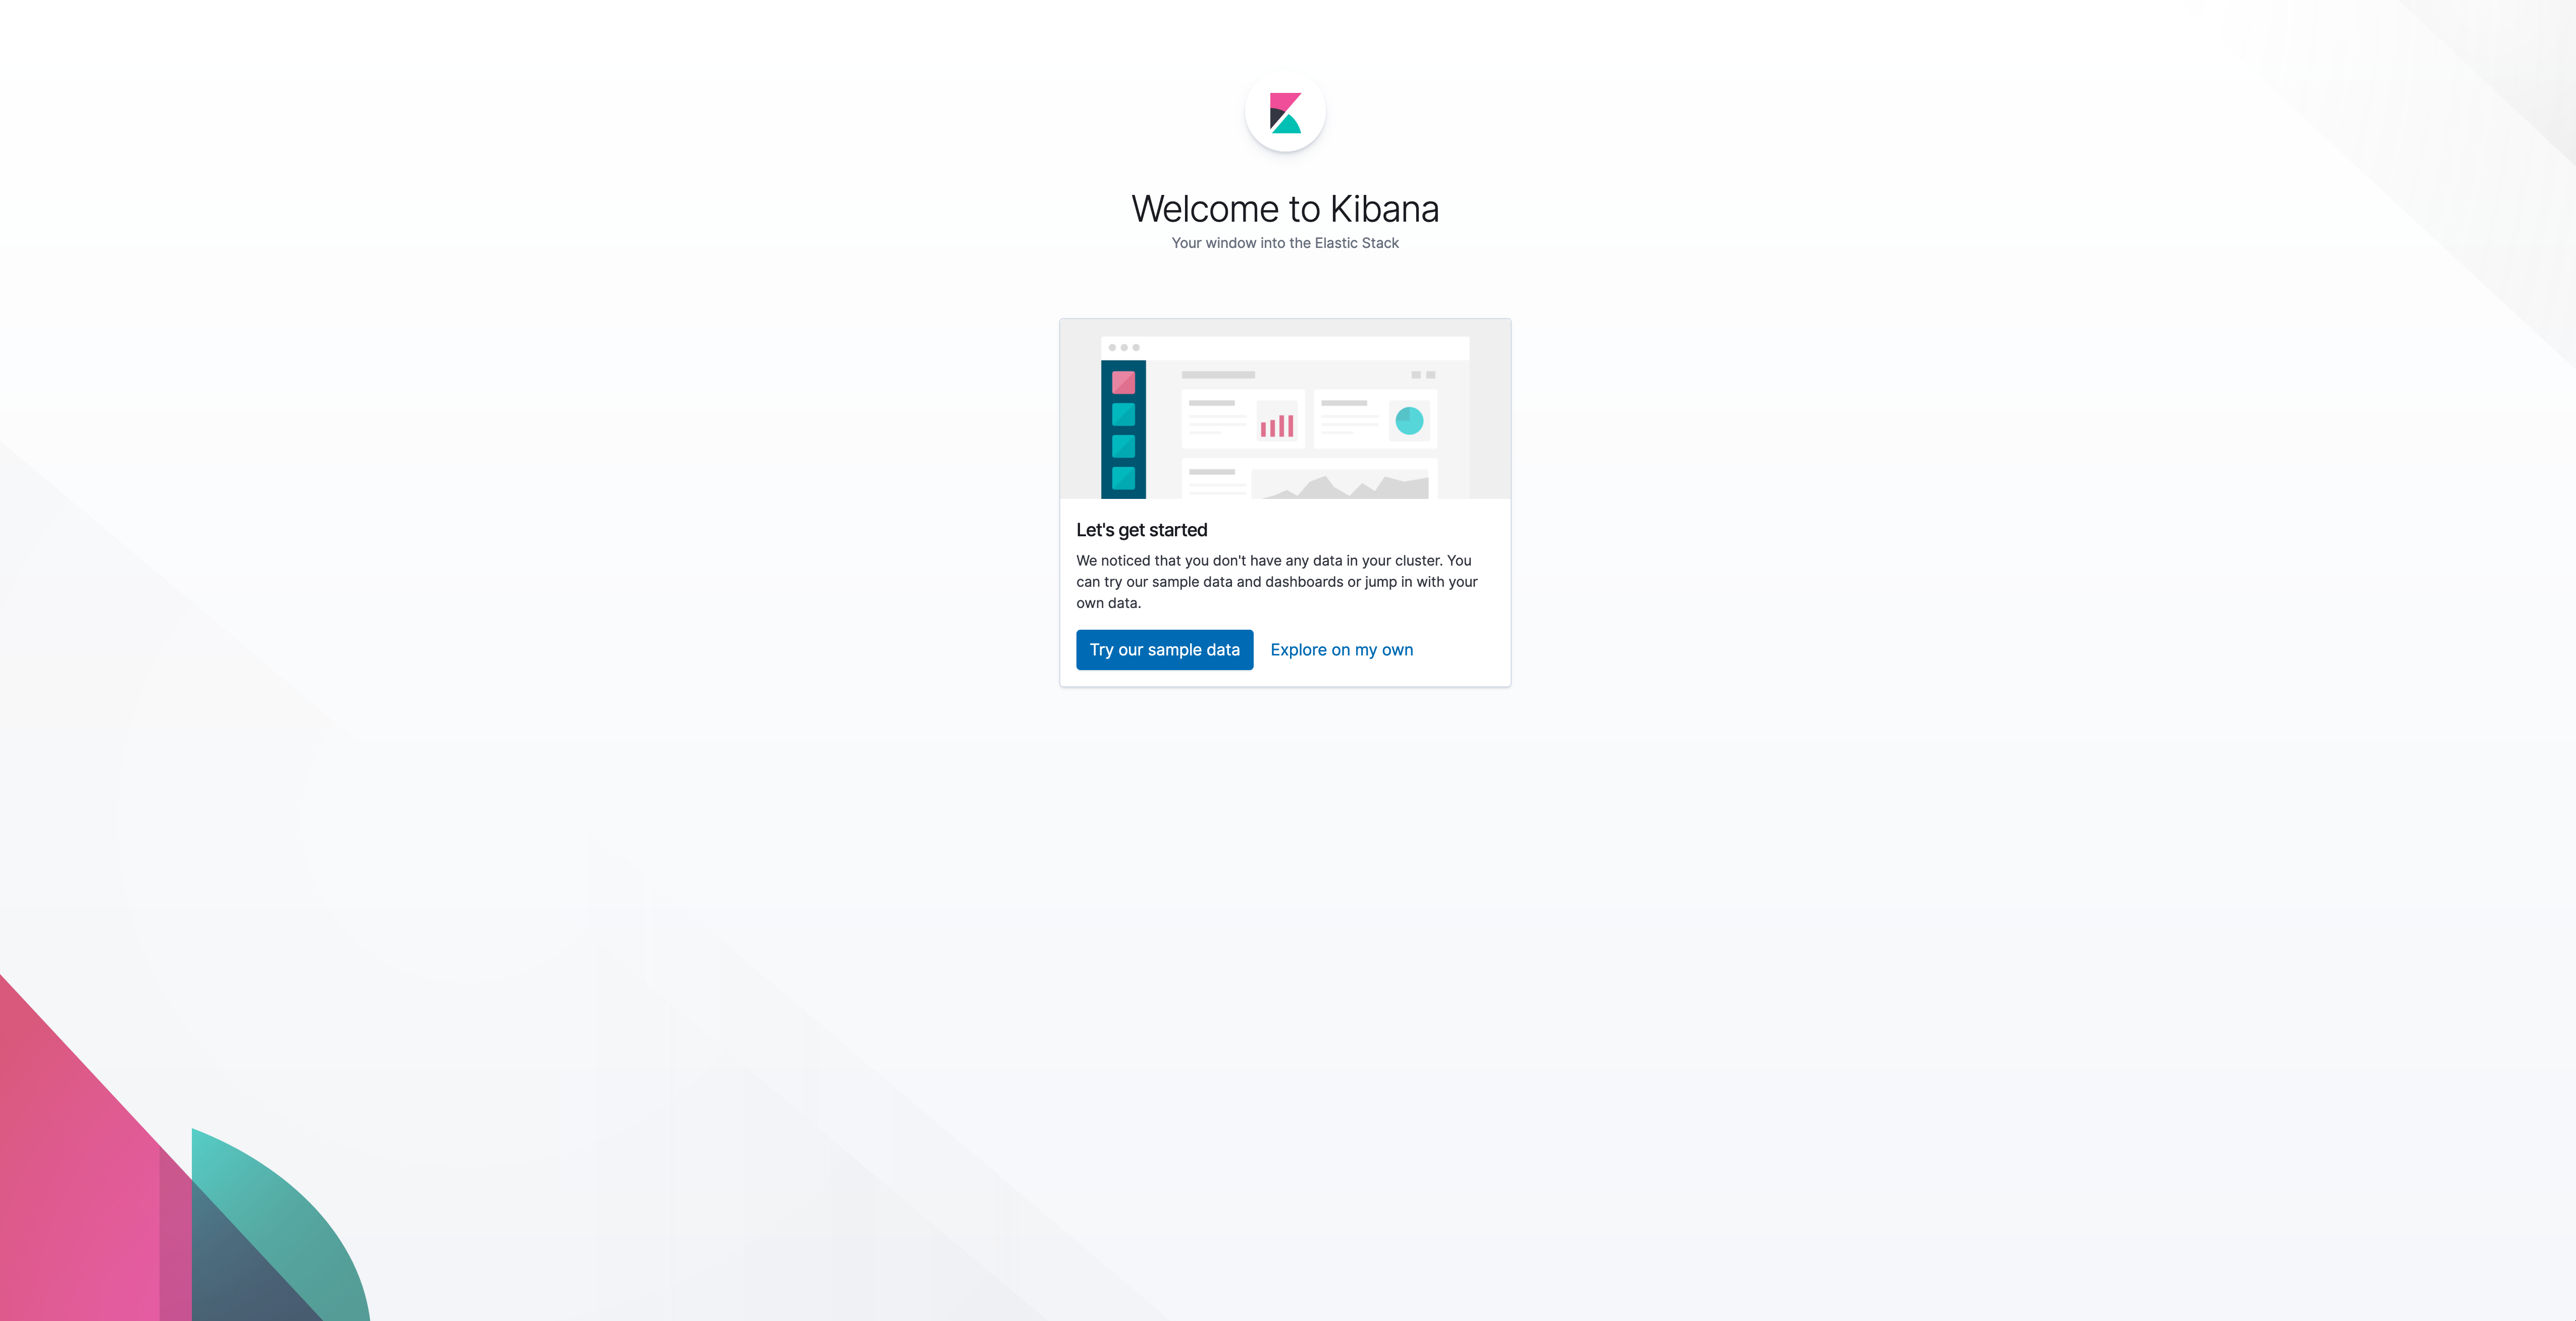 Welcome to Kibana
Your window into the Elastic Stack
Let's get started
We noticed that you don't have any data in your cluster. You
can try our sample data and dashboards or jump in with your
own data.
Try our sample data
Explore on my own